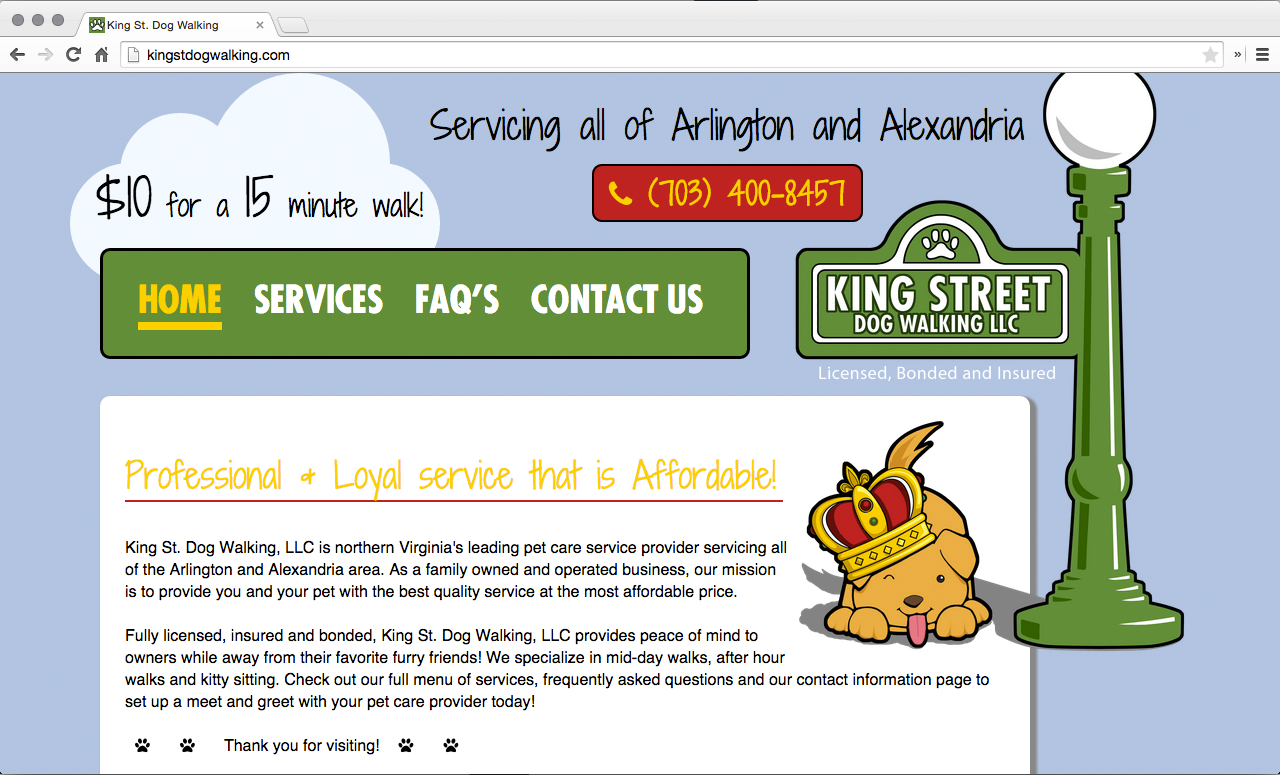 King St. Dog Walking
kingstdogwalking.com
Servicing all of Arlington and Alexandria
$10 for a 15 minute walk!
(703) 400-8457
HOME SERVICES FAQ'S CONTACT US
KING STREET
DOG WALKING LLC
Licensed, Bonded and Insured
Professional & Loyal service that is Affordable!
King St. Dog Walking, LLC is northern Virginia's leading pet care service provider servicing all
of the Arlington and Alexandria area. As a family owned and operated business, our mission
is to provide you and your pet with the best quality service at the most affordable price.
Fully licensed, insured and bonded, King St. Dog Walking, LLC provides peace of mind to
owners while away from their favorite furry friends! We specialize in mid-day walks, after hour
walks and kitty sitting. Check out our full menu of services, frequently asked questions and our contact information page to
set up a meet and greet with your pet care provider today!
Thank you for visiting!